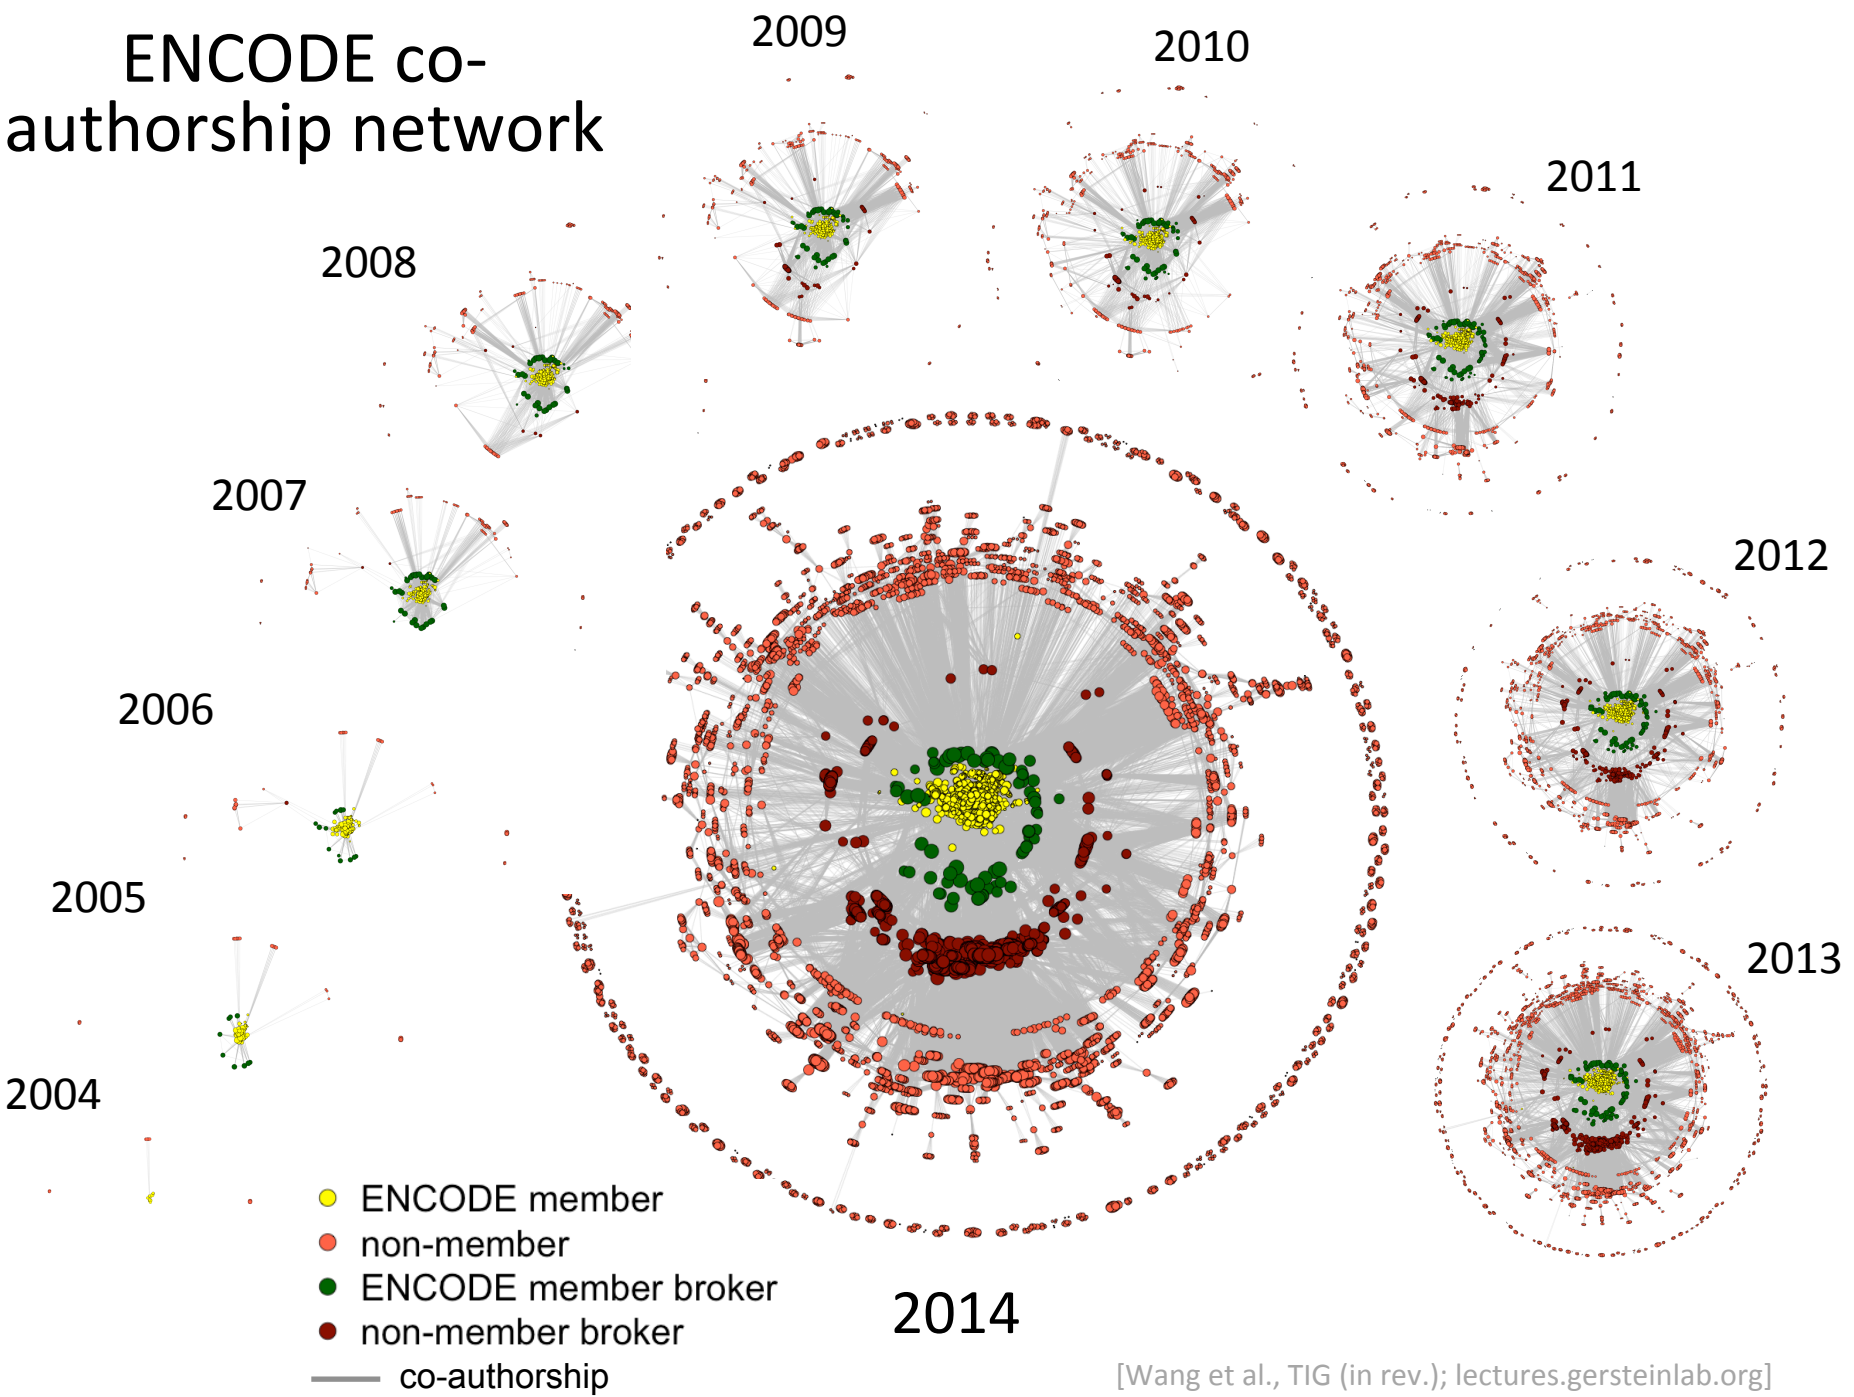 ENCODE co-
authorship network
2009
2010
2011
2008
2007
2012
2006
2005
2013
2004
ENCODE member
non-member
ENCODE member broker
non-member broker
co-authorship
2014
[Wang et al., TIG (in rev.); lectures.gersteinlab.org]